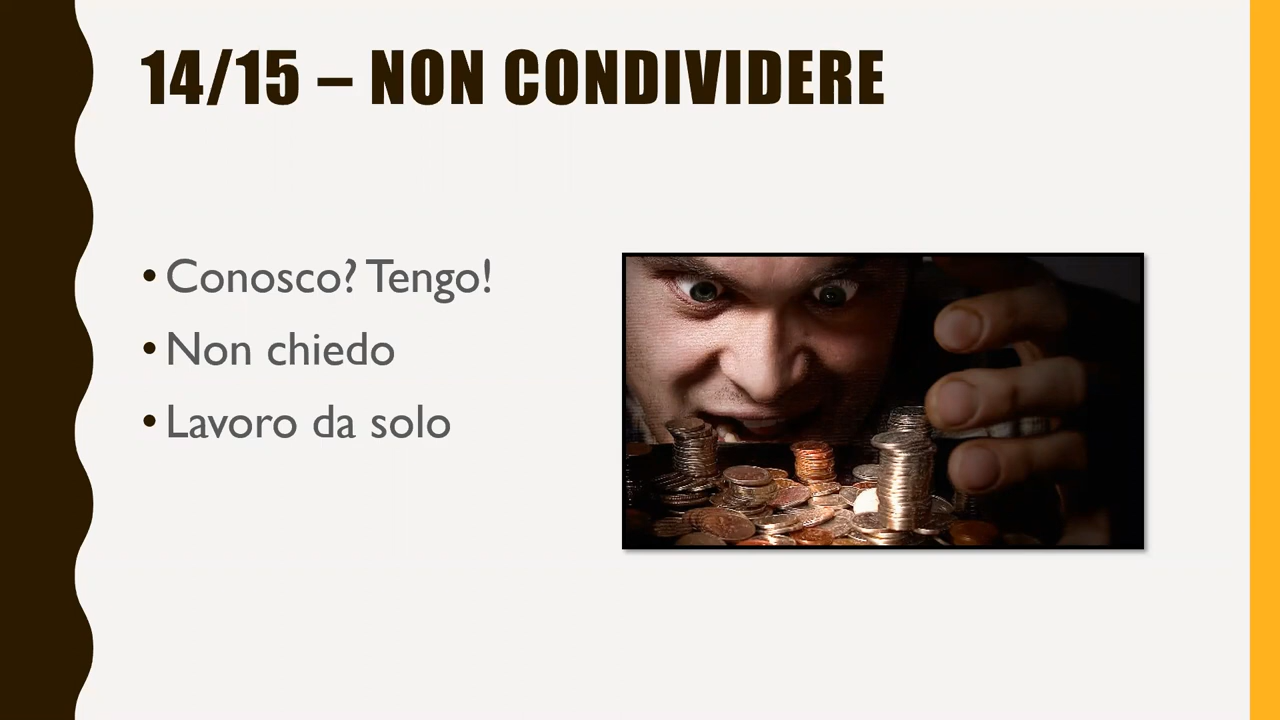 14/15 – NON CONDIVIDERE
• Conosco? Tengo!
• Non chiedo
• Lavoro da solo